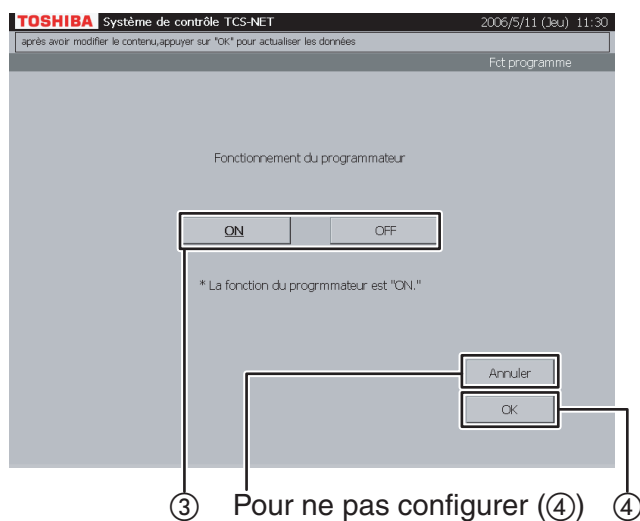 TOSHIBA Système de contrôle TCS-NET 2006/5/11 (Jeu) 11:30
après avoir modifier le contenu,appuyer sur "OK" pour actualiser les données
Fct programme
Fonctionnement du programmateur
ON OFF
* La fonction du progrmmateur est "ON."
Annuler
OK
③ Pour ne pas configurer (④) ④